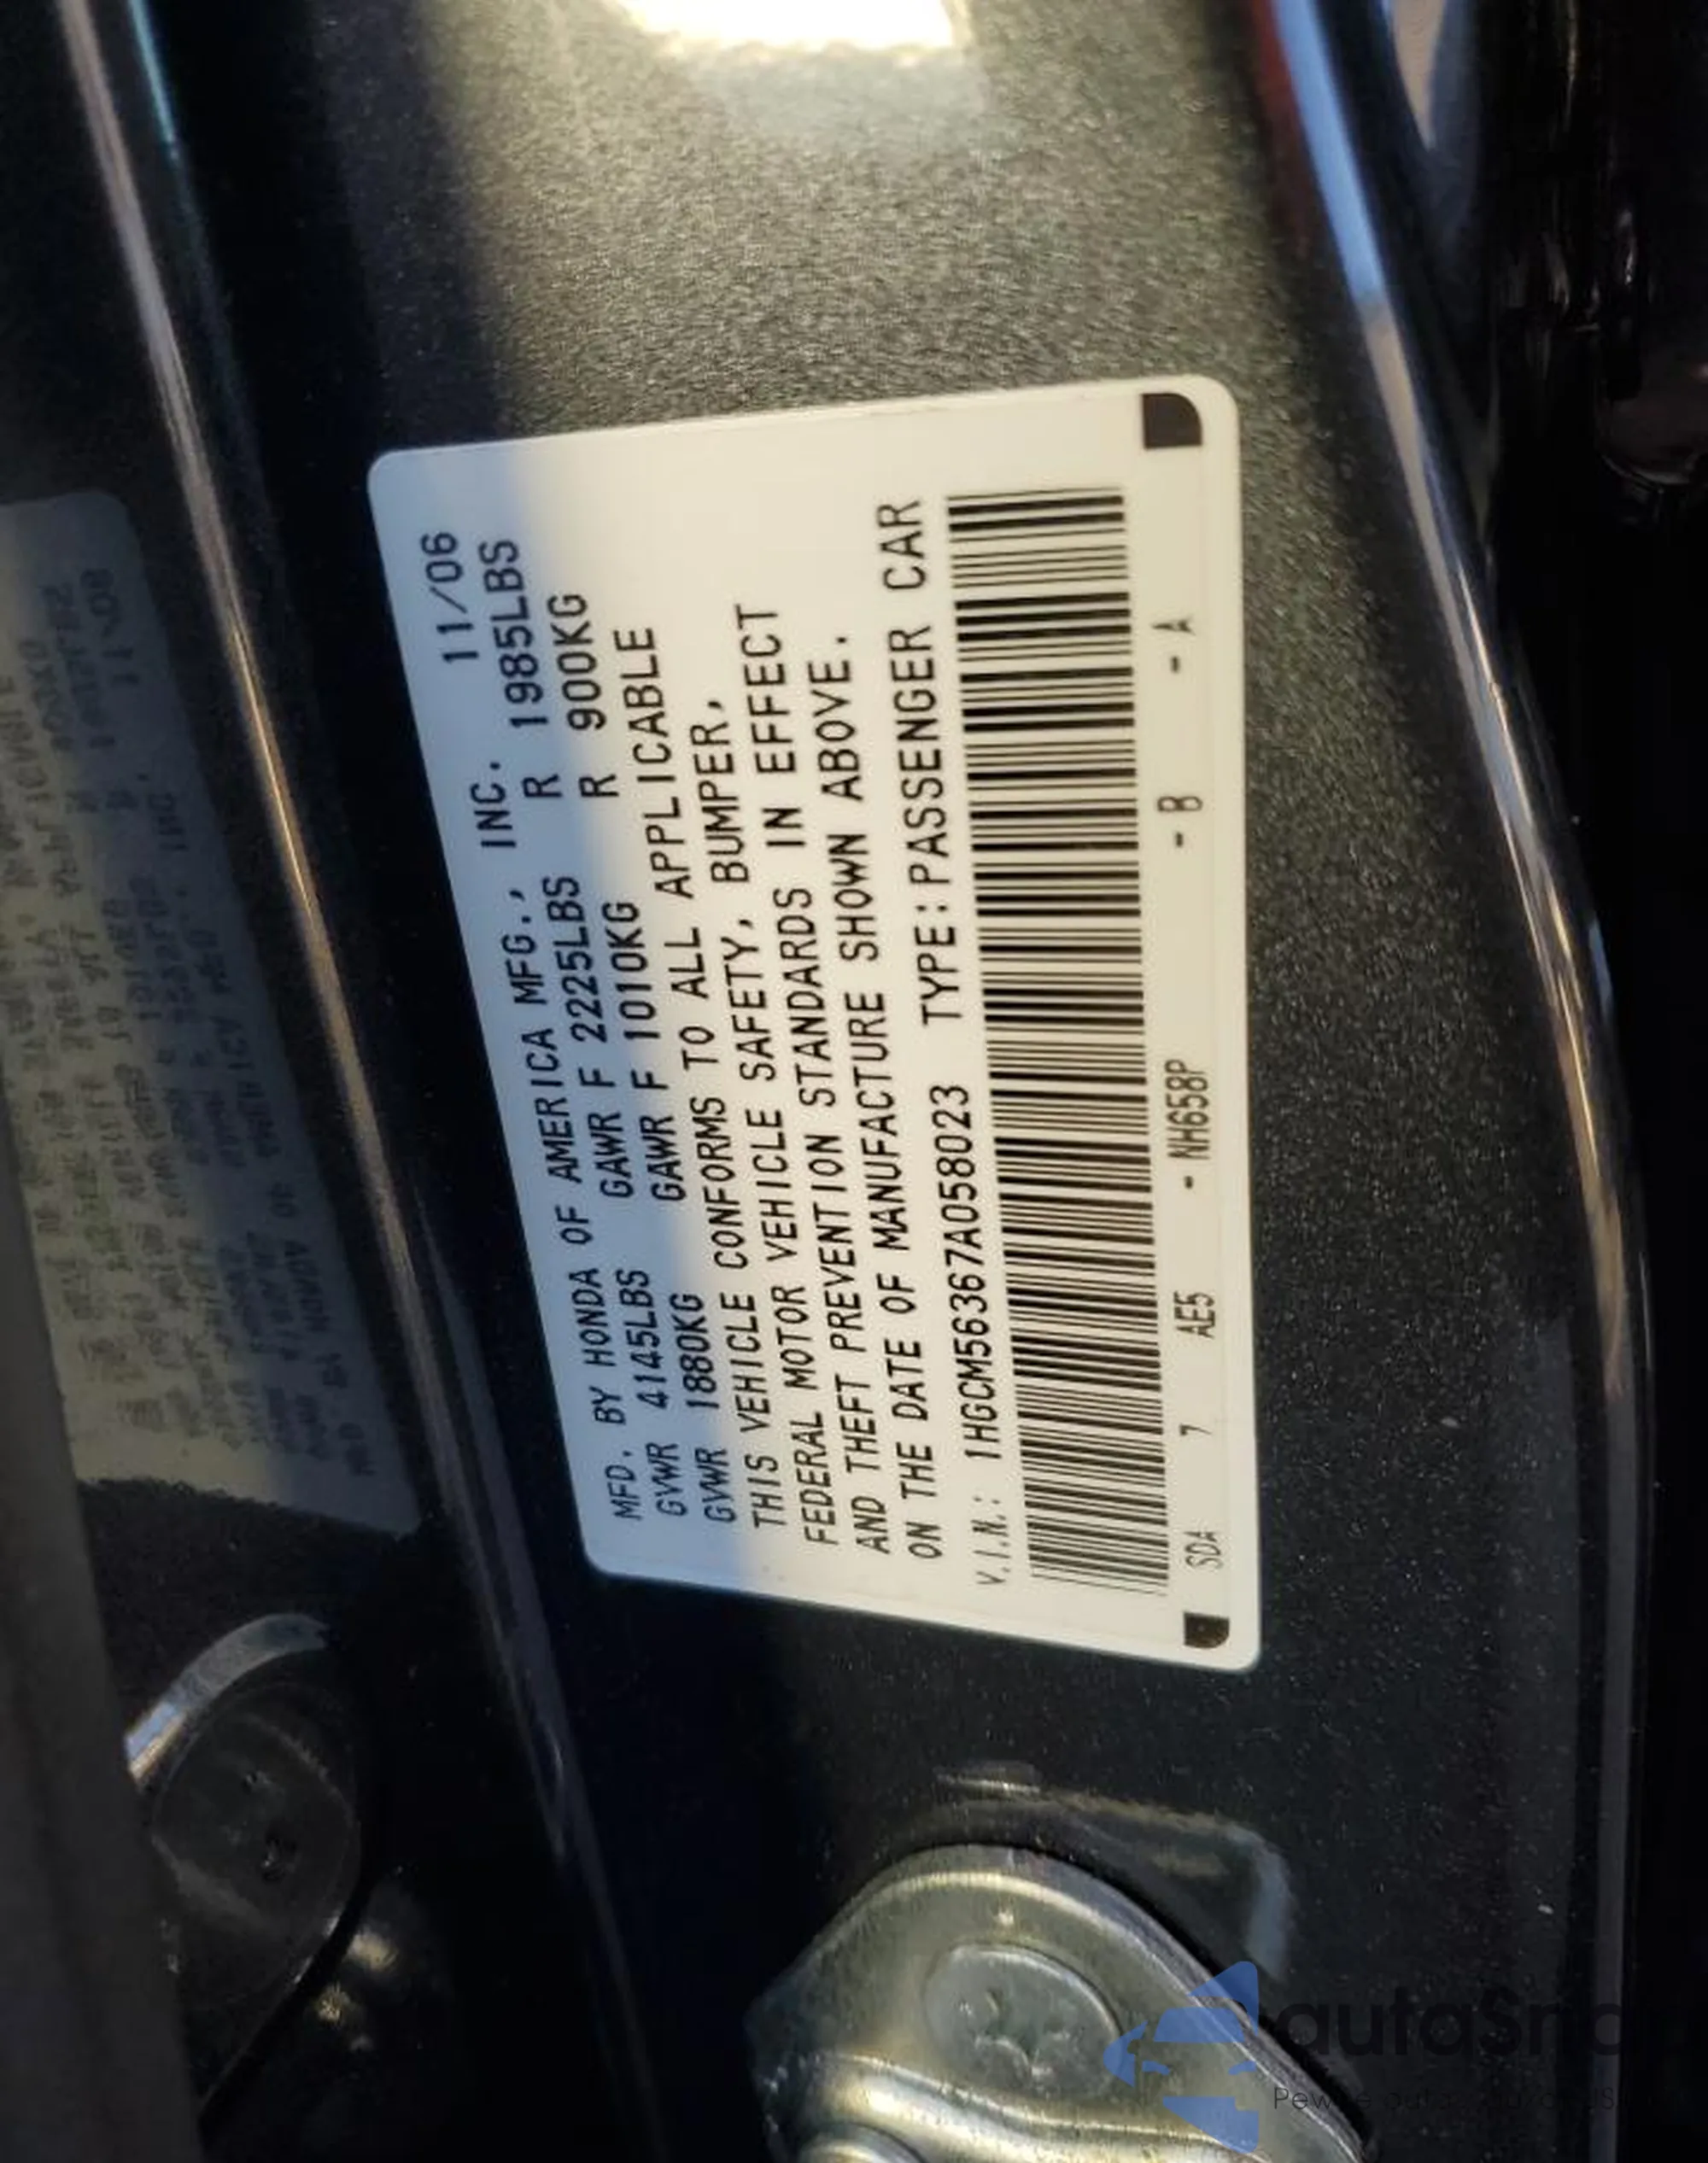 MFD. BY HONDA OF AMERICA MFG., INC. 11/06
GVWR 4145LBS GAWR F 2225LBS R 1985LBS
GVWR 1880KG GAWR F 1010KG R 900KG
THIS VEHICLE CONFORMS TO ALL APPLICABLE
FEDERAL MOTOR VEHICLE SAFETY, BUMPER,
AND THEFT PREVENTION STANDARDS IN EFFECT
ON THE DATE OF MANUFACTURE SHOWN ABOVE.
V.I.N.: 1HGCM56367A058023 TYPE:PASSENGER CAR
SDA 7 AE5 - NH658P - B - A